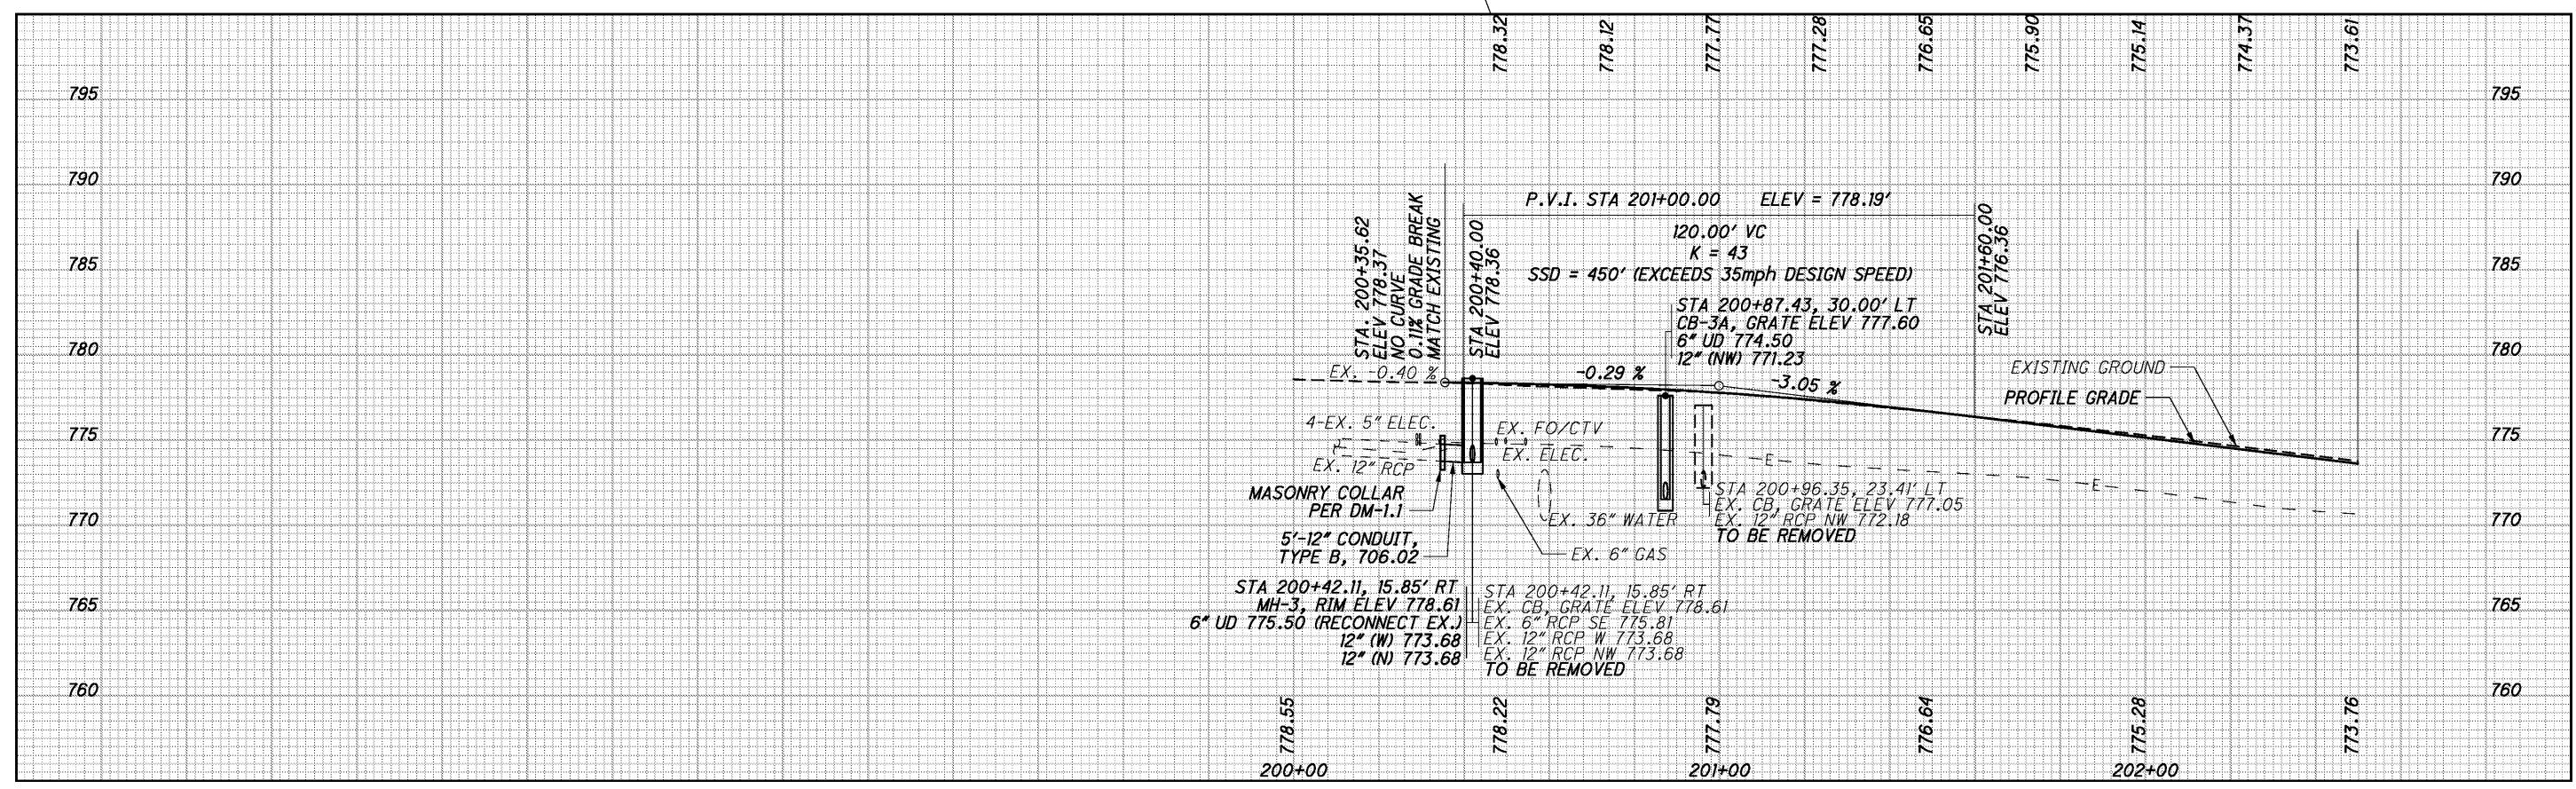 778.32
778.12
777.77
777.28
776.65
775.90
775.14
774.37
773.61
795
795
790
790
785
785
780
780
775
775
770
770
765
765
760
760
P.V.I. STA 201+00.00 ELEV = 778.19'
120.00' VC
K = 43
SSD = 450' (EXCEEDS 35mph DESIGN SPEED)
STA. 200+35.62
ELEV 778.37
NO CURVE
0.11% GRADE BREAK
MATCH EXISTING
STA 200+40.00
ELEV 778.36
STA 201+60.00
ELEV 776.36
STA 200+87.43, 30.00' LT
CB-3A, GRATE ELEV 777.60
6" UD 774.50
12" (NW) 771.23
EX. -0.40 %
-0.29 %
-3.05 %
EXISTING GROUND
PROFILE GRADE
4-EX. 5" ELEC.
EX. 12" RCP
EX. FO/CTV
EX. ELEC.
E
E
MASONRY COLLAR
PER DM-1.1
5'-12" CONDUIT,
TYPE B, 706.02
EX. 36" WATER
EX. 6" GAS
STA 200+96.35, 23.41' LT
EX. CB, GRATE ELEV 777.05
EX. 12" RCP NW 772.18
TO BE REMOVED
STA 200+42.11, 15.85' RT
MH-3, RIM ELEV 778.61
6" UD 775.50 (RECONNECT EX.)
12" (W) 773.68
12" (N) 773.68
STA 200+42.11, 15.85' RT
EX. CB, GRATE ELEV 778.61
EX. 6" RCP SE 775.81
EX. 12" RCP W 773.68
EX. 12" RCP NW 773.68
TO BE REMOVED
778.55
778.22
777.79
776.64
775.28
773.76
200+00
201+00
202+00